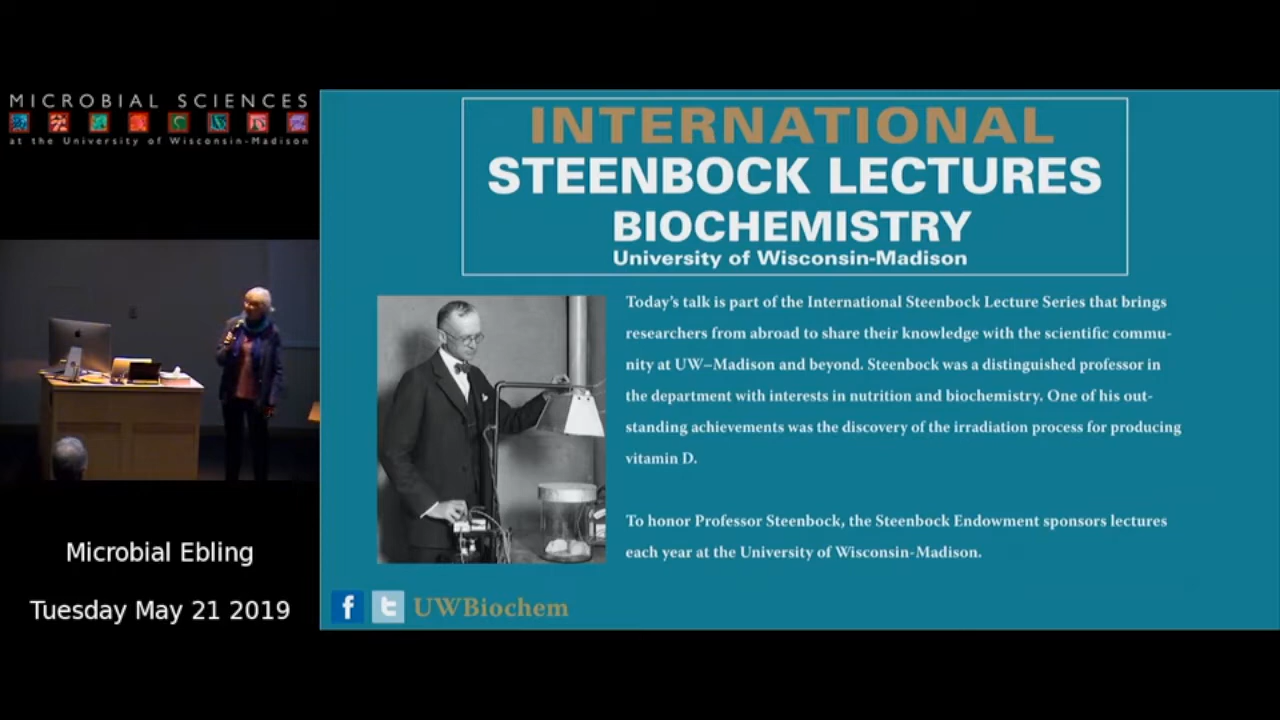 MICROBIAL SCIENCES
at the University of Wisconsin-Madison
Microbial Ebling
Tuesday May 21 2019
INTERNATIONAL
STEENBOCK LECTURES
BIOCHEMISTRY
University of Wisconsin-Madison
Today's talk is part of the International Steenbock Lecture Series that brings
researchers from abroad to share their knowledge with the scientific commu-
nity at UW–Madison and beyond. Steenbock was a distinguished professor in
the department with interests in nutrition and biochemistry. One of his out-
standing achievements was the discovery of the irradiation process for producing
vitamin D.
To honor Professor Steenbock, the Steenbock Endowment sponsors lectures
each year at the University of Wisconsin-Madison.
f t UWBiochem